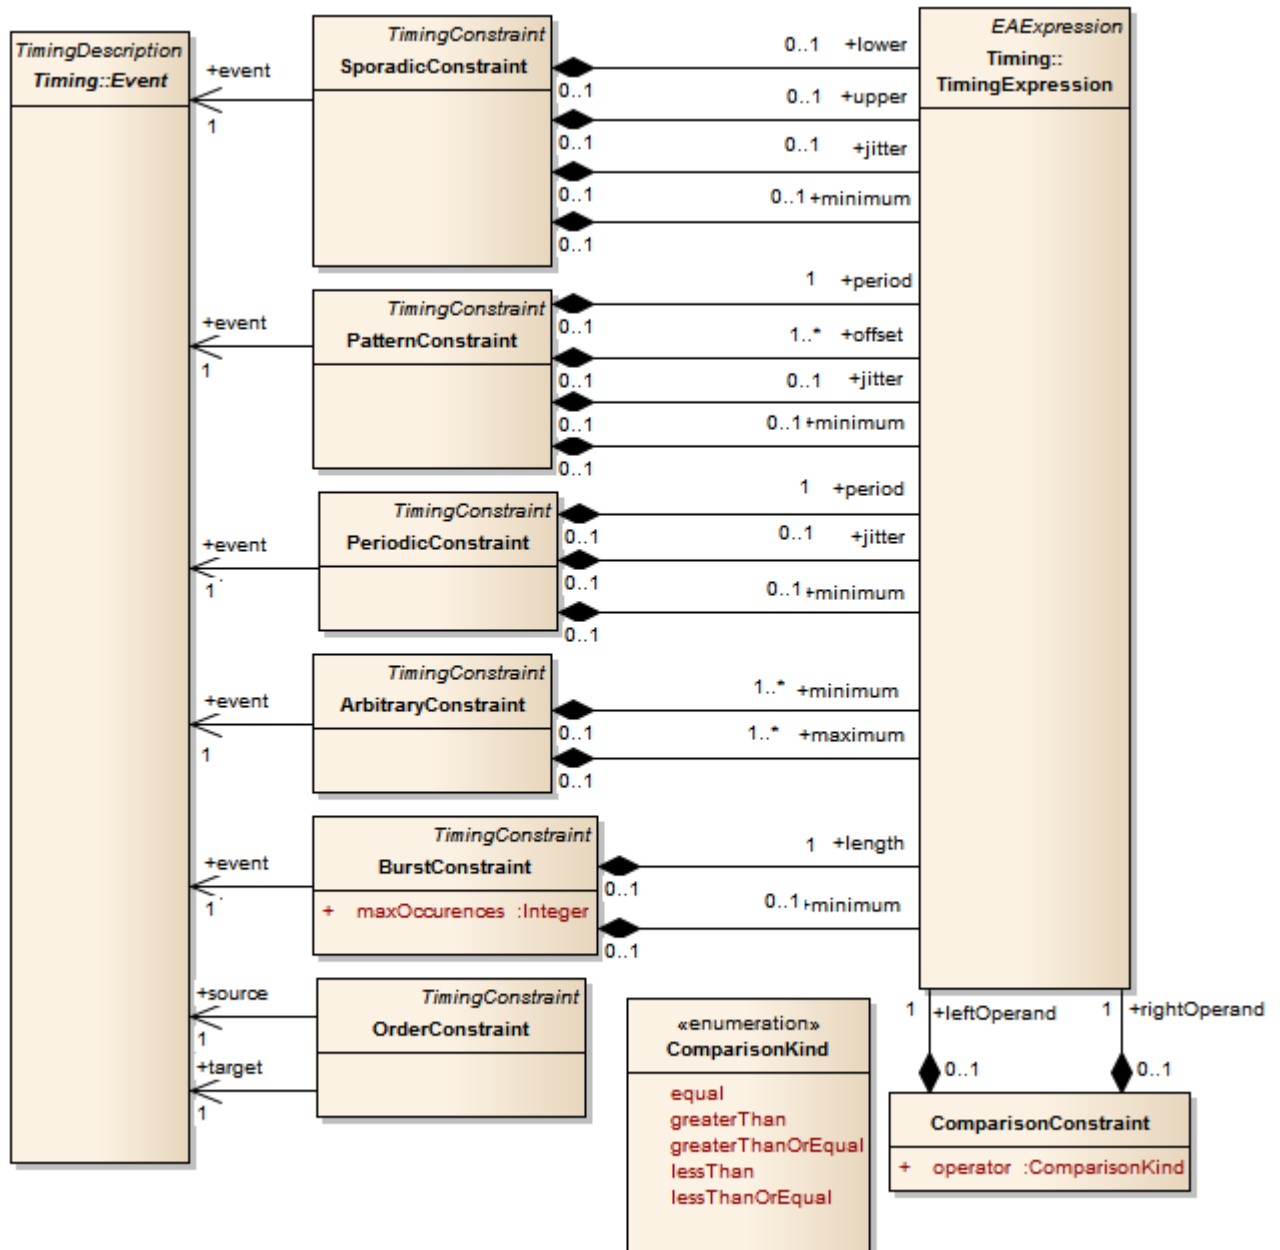 TimingDescription
Timing::Event
+event
1
TimingConstraint
SporadicConstraint
0..1 +lower
0..1
0..1 +upper
0..1
0..1 +jitter
0..1
0..1 +minimum
0..1
EAExpression
Timing::
TimingExpression
+event
1
TimingConstraint
PatternConstraint
1 +period
0..1
1..* +offset
0..1
0..1 +jitter
0..1
0..1 +minimum
0..1
+event
1
TimingConstraint
PeriodicConstraint
1 +period
0..1
0..1 +jitter
0..1
0..1 +minimum
0..1
+event
1
TimingConstraint
ArbitraryConstraint
1..* +minimum
0..1
1..* +maximum
0..1
+event
1
TimingConstraint
BurstConstraint
+ maxOccurences :Integer
1 +length
0..1
0..1 +minimum
0..1
+source
1
+target
1
TimingConstraint
OrderConstraint
«enumeration»
ComparisonKind
equal
greaterThan
greaterThanOrEqual
lessThan
lessThanOrEqual
1 +leftOperand
0..1
1 +rightOperand
0..1
ComparisonConstraint
+ operator :ComparisonKind